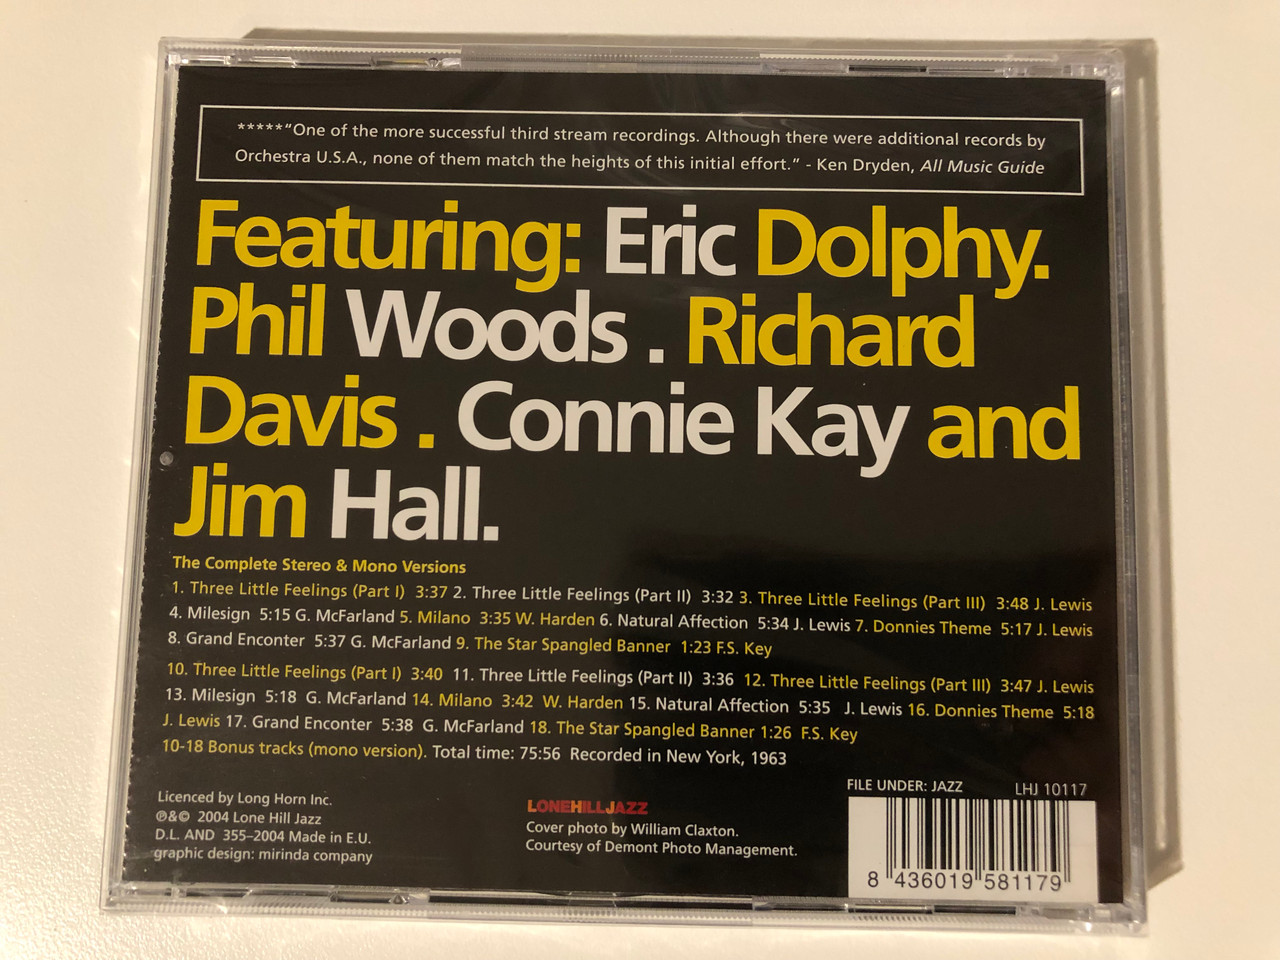 *****“One of the more successful third stream recordings. Although there were additional records by
Orchestra U.S.A., none of them match the heights of this initial effort.” - Ken Dryden, All Music Guide
Featuring: Eric Dolphy.
Phil Woods . Richard
Davis . Connie Kay and
Jim Hall.
The Complete Stereo & Mono Versions
1. Three Little Feelings (Part I) 3:37 2. Three Little Feelings (Part II) 3:32 3. Three Little Feelings (Part III) 3:48 J. Lewis
4. Milesign 5:15 G. McFarland 5. Milano 3:35 W. Harden 6. Natural Affection 5:34 J. Lewis 7. Donnies Theme 5:17 J. Lewis
8. Grand Enconter 5:37 G. McFarland 9. The Star Spangled Banner 1:23 F.S. Key
10. Three Little Feelings (Part I) 3:40 11. Three Little Feelings (Part II) 3:36 12. Three Little Feelings (Part III) 3:47 J. Lewis
13. Milesign 5:18 G. McFarland 14. Milano 3:42 W. Harden 15. Natural Affection 5:35 J. Lewis 16. Donnies Theme 5:18
J. Lewis 17. Grand Enconter 5:38 G. McFarland 18. The Star Spangled Banner 1:26 F.S. Key
10-18 Bonus tracks (mono version). Total time: 75:56 Recorded in New York, 1963
Licenced by Long Horn Inc.
℗&© 2004 Lone Hill Jazz
D.L. AND 355-2004 Made in E.U.
graphic design: mirinda company
LONEHILLJAZZ
Cover photo by William Claxton.
Courtesy of Demont Photo Management.
FILE UNDER: JAZZ LHJ 10117
8 436019 581179